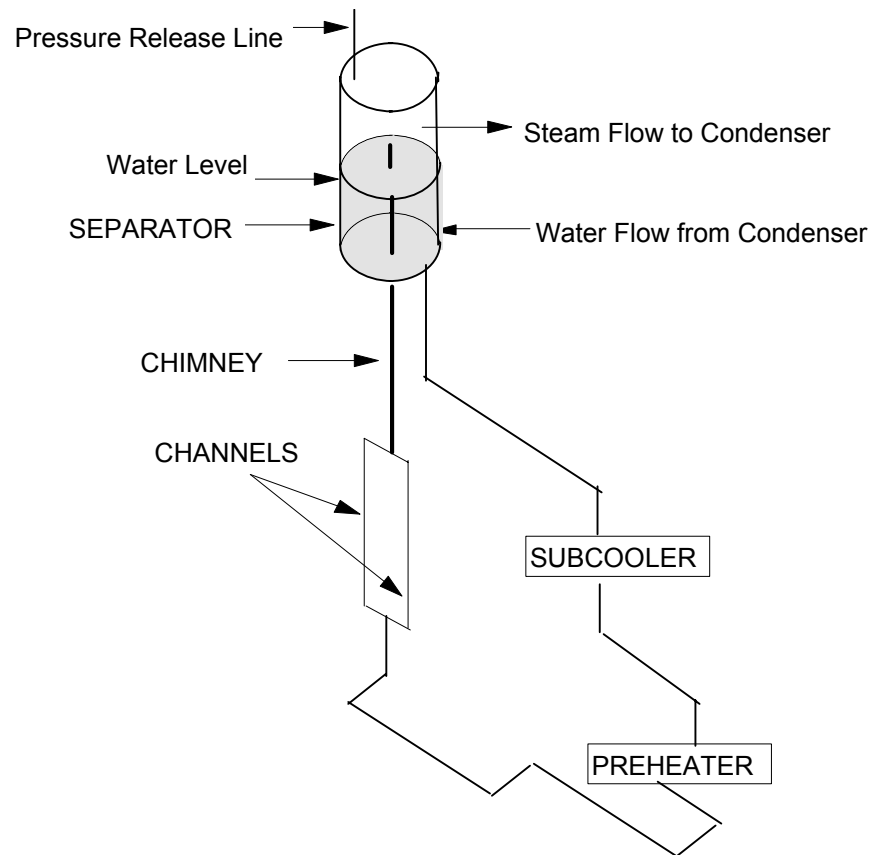 Pressure Release Line
Steam Flow to Condenser
Water Level
SEPARATOR
Water Flow from Condenser
CHIMNEY
CHANNELS
SUBCOOLER
PREHEATER